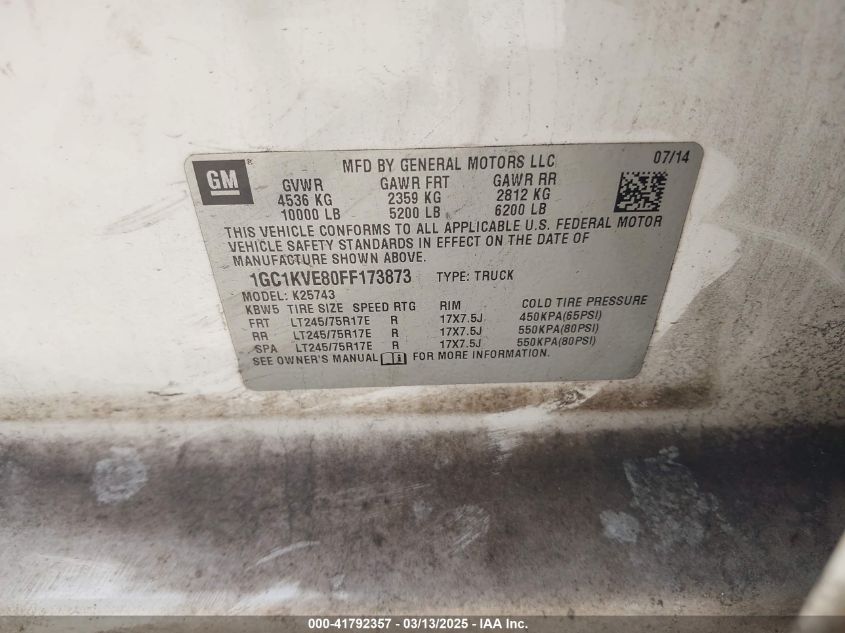 GM ®
MFD BY GENERAL MOTORS LLC 07/14
GVWR GAWR FRT GAWR RR
4536 KG 2359 KG 2812 KG
10000 LB 5200 LB 6200 LB
THIS VEHICLE CONFORMS TO ALL APPLICABLE U.S. FEDERAL MOTOR
VEHICLE SAFETY STANDARDS IN EFFECT ON THE DATE OF
MANUFACTURE SHOWN ABOVE.
1GC1KVE80FF173873 TYPE: TRUCK
MODEL: K25743
KBW5 TIRE SIZE SPEED RTG RIM COLD TIRE PRESSURE
FRT LT245/75R17E R 17X7.5J 450KPA(65PSI)
RR LT245/75R17E R 17X7.5J 550KPA(80PSI)
SPA LT245/75R17E R 17X7.5J 550KPA(80PSI)
SEE OWNER'S MANUAL i FOR MORE INFORMATION.
000-41792357 - 03/13/2025 - IAA Inc.